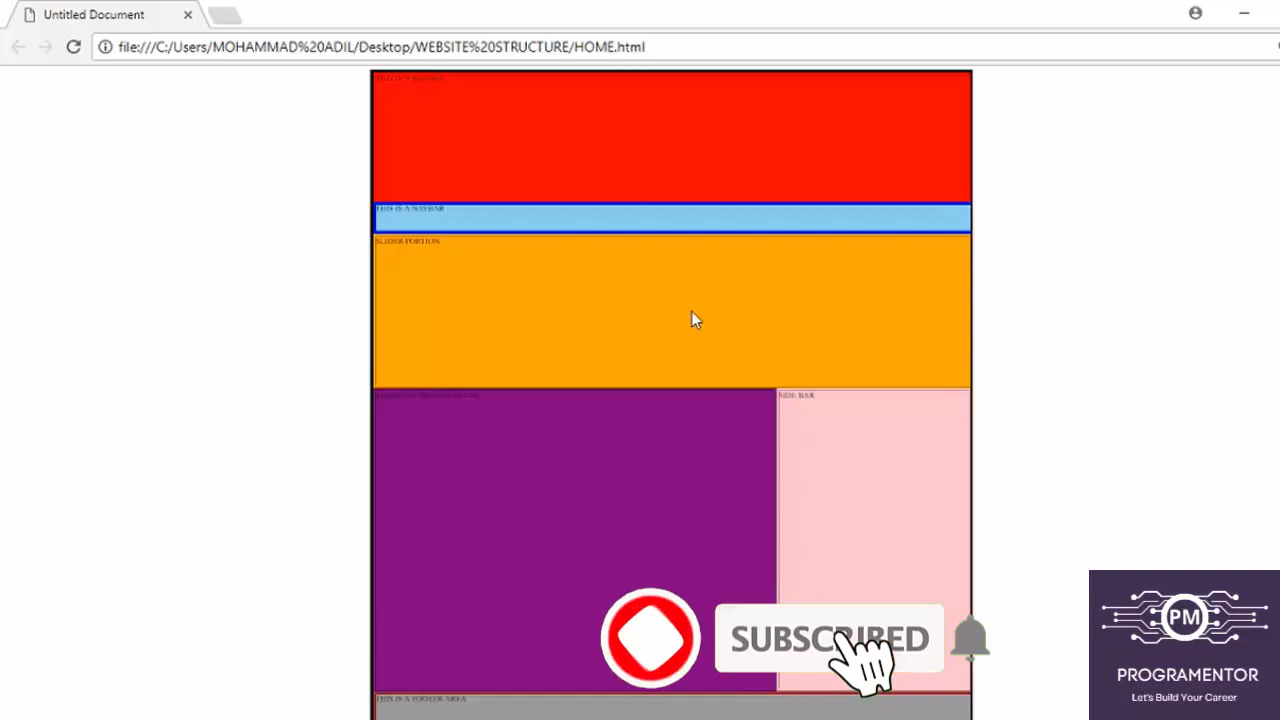 Untitled Document
file:///C:/Users/MOHAMMAD%20ADIL/Desktop/WEBSITE%20STRUCTURE/HOME.html
THIS IS A NAVBAR
SLIDER PORTION
SIDE BAR
SUBSCRIBED
THIS IS A FOOTER AREA
PM
PROGRAMENTOR
Let's Build Your Career